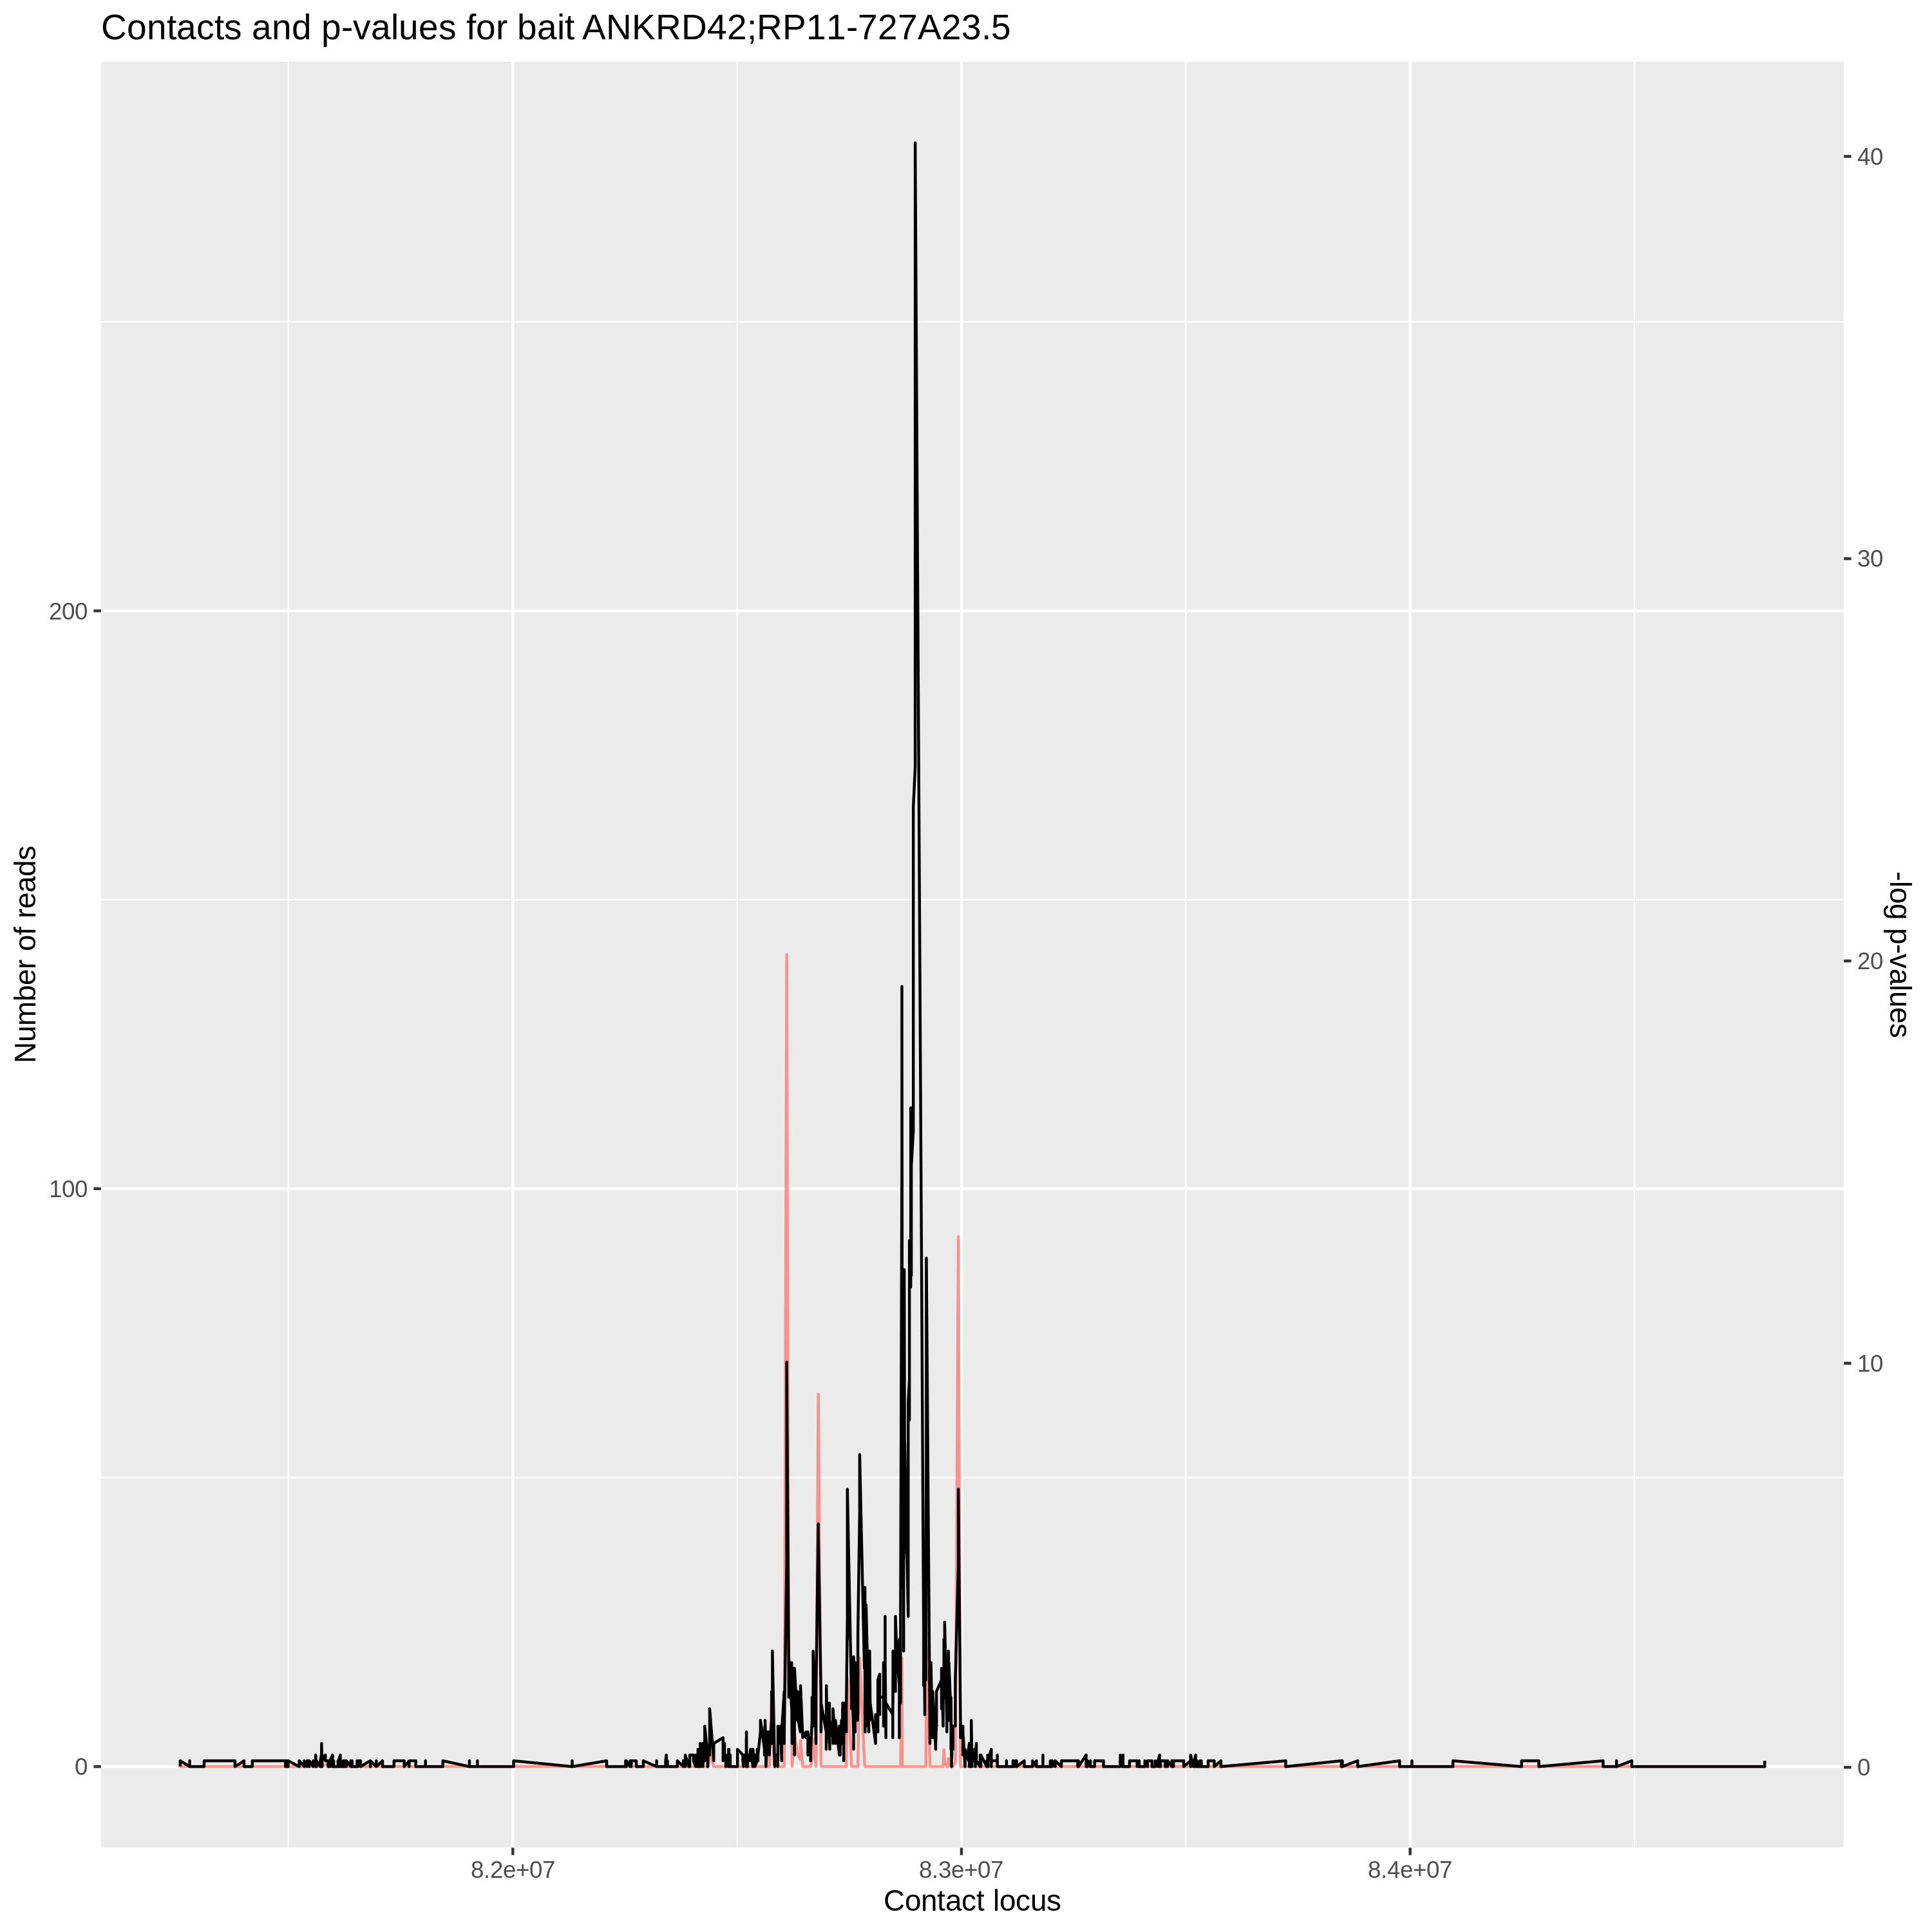 Contacts and p-values for bait ANKRD42;RP11-727A23.5
40
30
200
20
Number of reads
-log p-values
100
10
0
0
8.2e+07
8.3e+07
8.4e+07
Contact locus